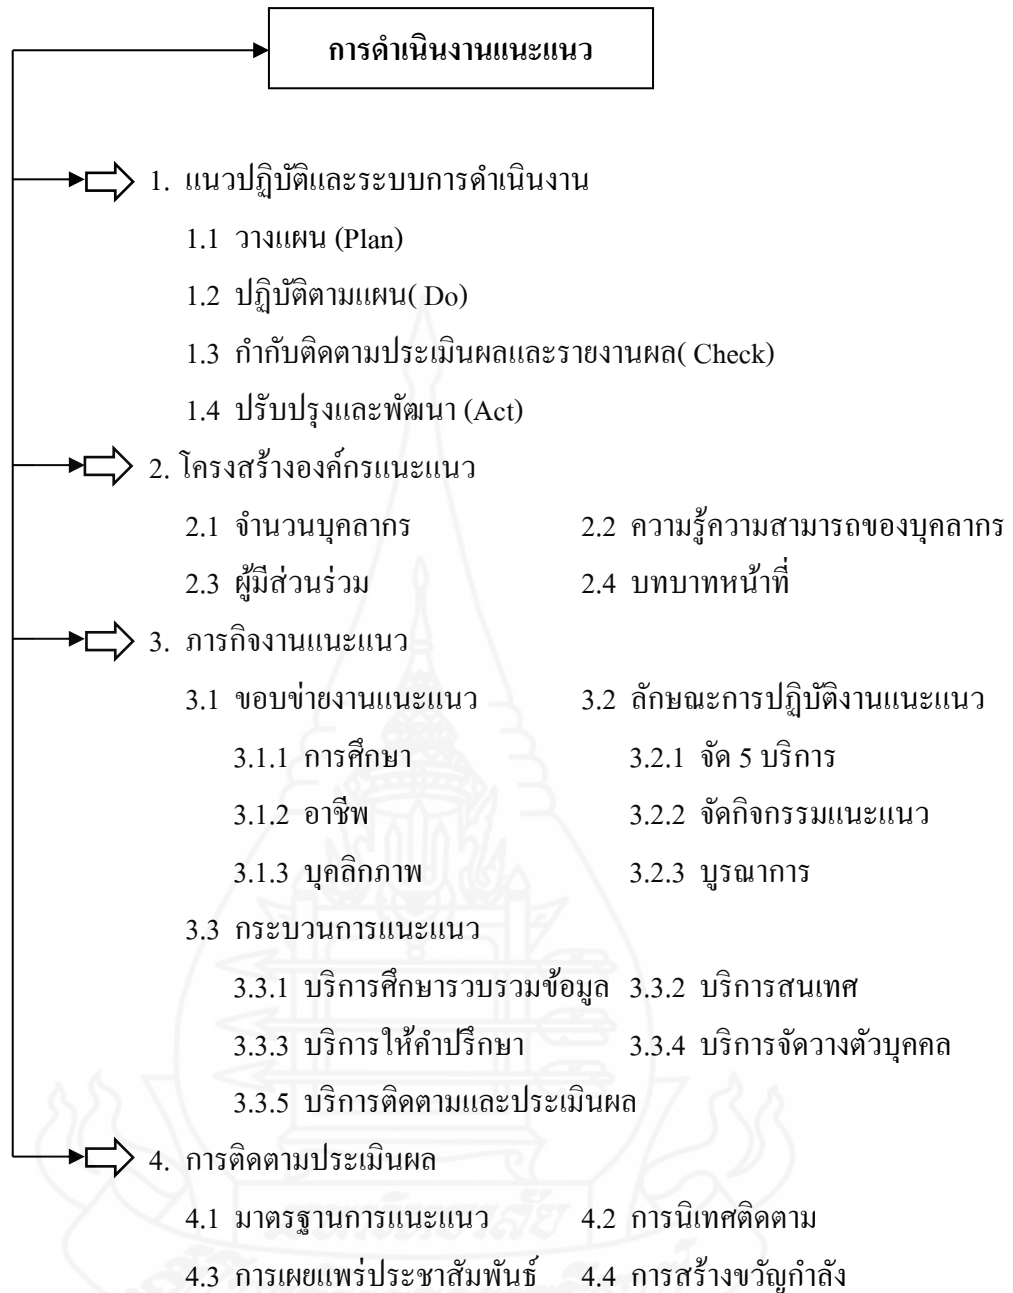 การดำเนินงานแนะแนว
1. แนวปฏิบัติและระบบการดำเนินงาน
1.1 วางแผน (Plan)
1.2 ปฏิบัติตามแผน( Do)
1.3 กำกับติดตามประเมินผลและรายงานผล( Check)
1.4 ปรับปรุงและพัฒนา (Act)
2. โครงสร้างองค์กรแนะแนว
2.1 จำนวนบุคลากร 2.2 ความรู้ความสามารถของบุคลากร
2.3 ผู้มีส่วนร่วม 2.4 บทบาทหน้าที่
3. ภารกิจงานแนะแนว
3.1 ขอบข่ายงานแนะแนว 3.2 ลักษณะการปฏิบัติงานแนะแนว
3.1.1 การศึกษา 3.2.1 จัด 5 บริการ
3.1.2 อาชีพ 3.2.2 จัดกิจกรรมแนะแนว
3.1.3 บุคลิกภาพ 3.2.3 บูรณาการ
3.3 กระบวนการแนะแนว
3.3.1 บริการศึกษารวบรวมข้อมูล 3.3.2 บริการสนเทศ
3.3.3 บริการให้คำปรึกษา 3.3.4 บริการจัดวางตัวบุคคล
3.3.5 บริการติดตามและประเมินผล
4. การติดตามประเมินผล
4.1 มาตรฐานการแนะแนว 4.2 การนิเทศติดตาม
4.3 การเผยแพร่ประชาสัมพันธ์ 4.4 การสร้างขวัญกำลัง